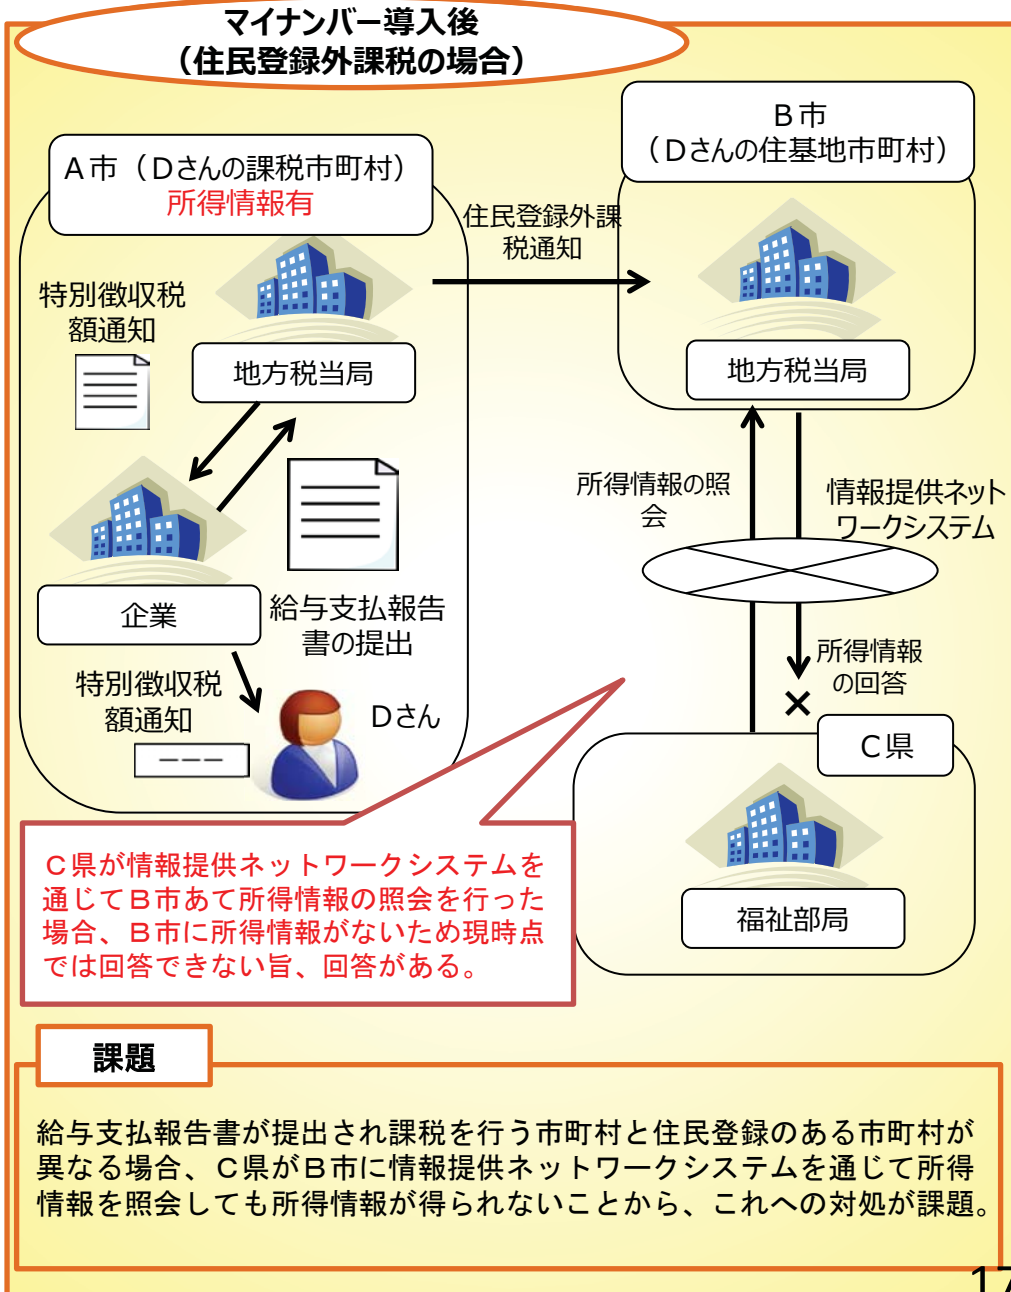 マイナンバー導入後
（住民登録外課税の場合）
Ｂ市
（Ｄさんの住基地市町村）
Ａ市（Ｄさんの課税市町村）
所得情報有
住民登録外課
税通知
特別徴収税
額通知
地方税当局
地方税当局
所得情報の照
会
情報提供ネット
ワークシステム
企業
給与支払報告
書の提出
所得情報
の回答
特別徴収税
額通知
Ｄさん
Ｃ県
Ｃ県が情報提供ネットワークシステムを
通じてＢ市あて所得情報の照会を行った
場合、Ｂ市に所得情報がないため現時点
では回答できない旨、回答がある。
福祉部局
課題
給与支払報告書が提出され課税を行う市町村と住民登録のある市町村が
異なる場合、Ｃ県がＢ市に情報提供ネットワークシステムを通じて所得
情報を照会しても所得情報が得られないことから、これへの対処が課題。
17